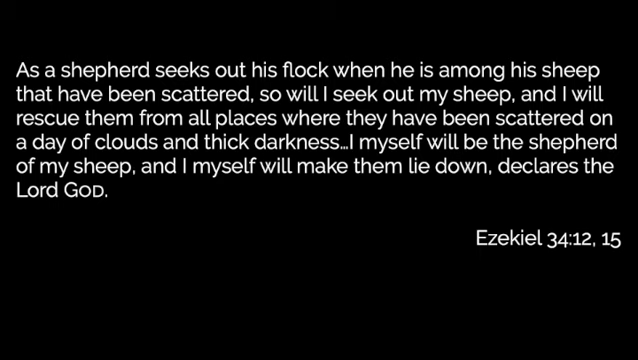 As a shepherd seeks out his flock when he is among his sheep
that have been scattered, so will I seek out my sheep, and I will
rescue them from all places where they have been scattered on
a day of clouds and thick darkness...I myself will be the shepherd
of my sheep, and I myself will make them lie down, declares the
Lord GOD.
Ezekiel 34:12, 15